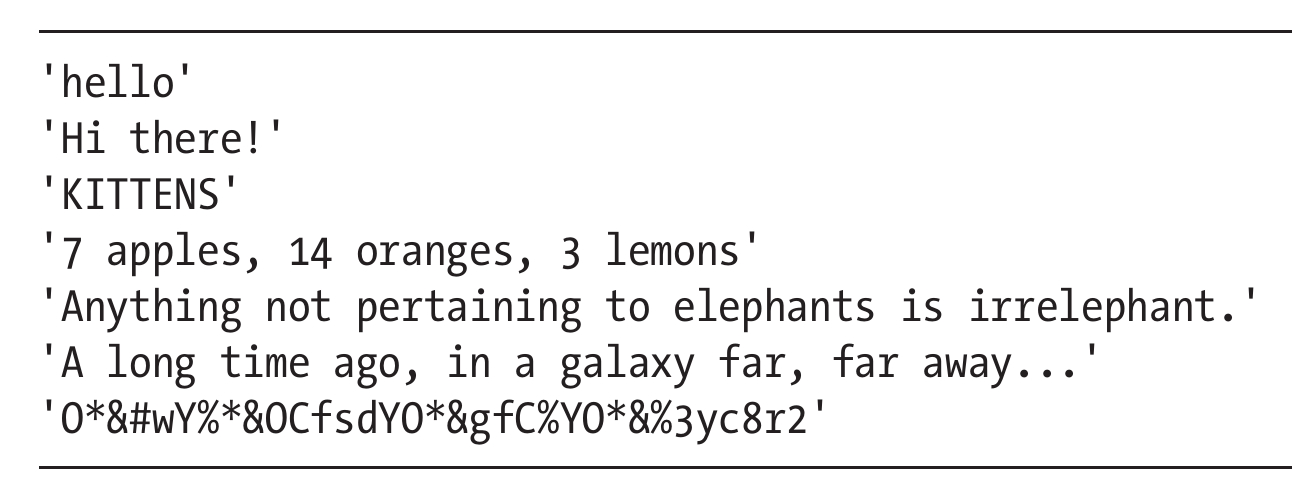 'hello'
'Hi there!'
'KITTENS'
'7 apples, 14 oranges, 3 lemons'
'Anything not pertaining to elephants is irrelephant.'
'A long time ago, in a galaxy far, far away...'
'O*&#wY%*&OCfsdYO*&gfC%YO*&%3yc8r2'